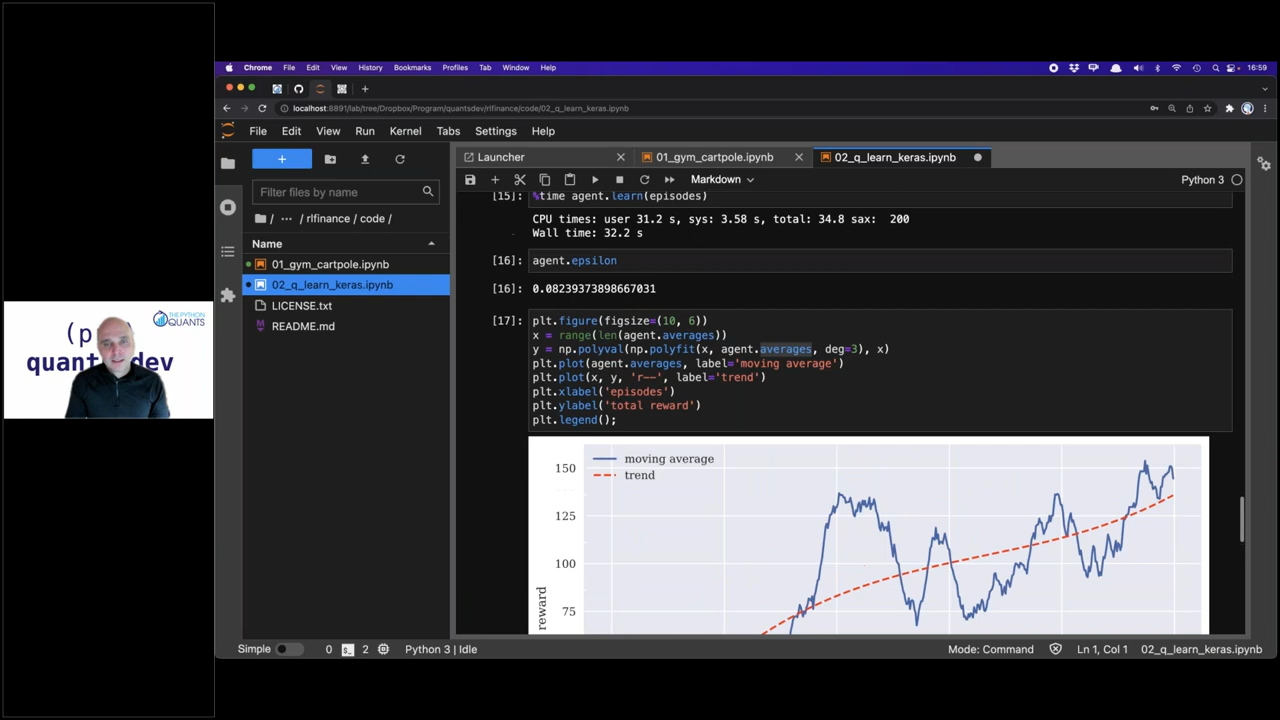 Chrome File Edit View History Bookmarks Profiles Tab Window Help 16:59
localhost:8891/lab/tree/Dropbox/Program/quantsdev/rlfinance/code/02_q_learn_keras.ipynb
File Edit View Run Kernel Tabs Settings Help
+
Launcher 01_gym_cartpole.ipynb 02_q_learn_keras.ipynb
Markdown Python 3
Filter files by name
/ ··· / rlfinance / code /
Name
01_gym_cartpole.ipynb
02_q_learn_keras.ipynb
LICENSE.txt
README.md
[15]: %time agent.learn(episodes)
CPU times: user 31.2 s, sys: 3.58 s, total: 34.8 sax: 200
Wall time: 32.2 s
[16]: agent.epsilon
[16]: 0.08239373898667031
[17]: plt.figure(figsize=(10, 6))
x = range(len(agent.averages))
y = np.polyval(np.polyfit(x, agent.averages, deg=3), x)
plt.plot(agent.averages, label='moving average')
plt.plot(x, y, 'r--', label='trend')
plt.xlabel('episodes')
plt.ylabel('total reward')
plt.legend();
moving average
trend
150
125
100
75
reward
THE PYTHON
QUANTS
(p
quant dev
Simple 0 $_ 2 Python 3 | Idle Mode: Command Ln 1, Col 1 02_q_learn_keras.ipynb